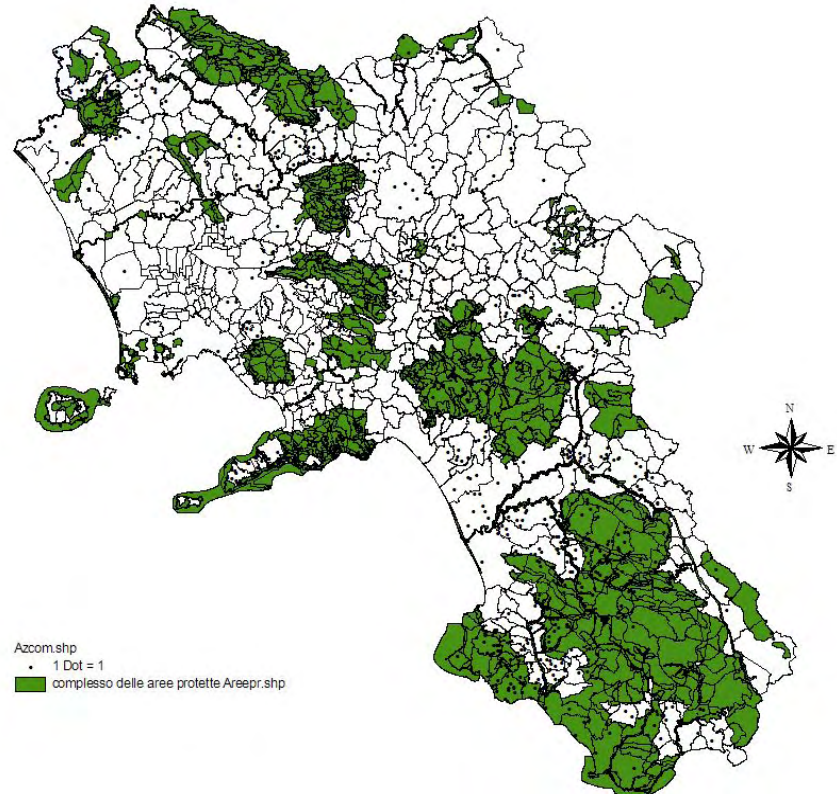 N
W E
S
Azcom.shp
1 Dot = 1
complesso delle aree protette Areepr.shp